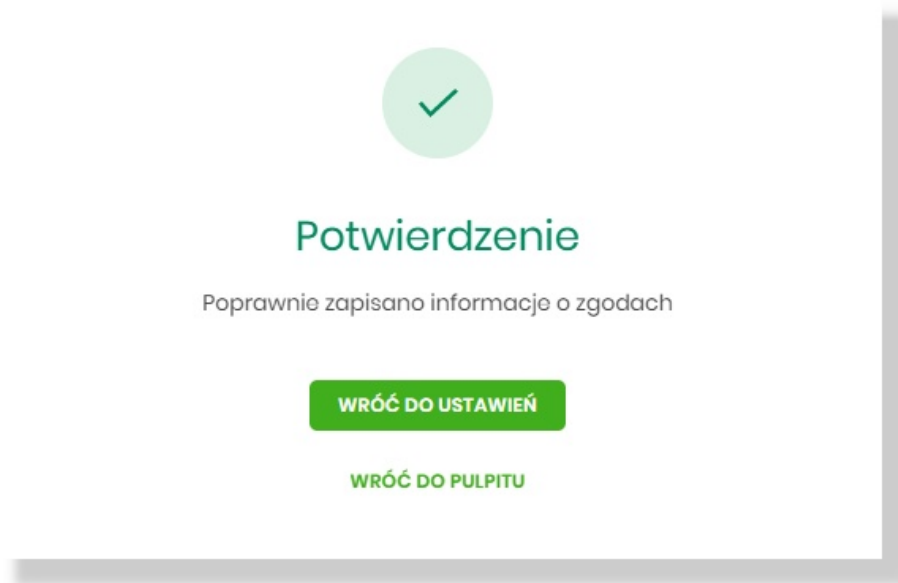 Potwierdzenie
Poprawnie zapisano informacje o zgodach
WRÓĆ DO USTAWIEŃ
WRÓĆ DO PULPITU